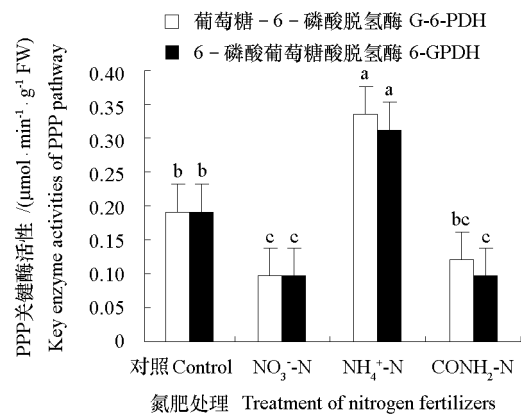 葡萄糖-6-磷酸脱氢酶 G-6-PDH
6-磷酸葡萄糖酸脱氢酶 6-GPDH
PPP关键酶活性 /(μmol · min⁻¹ · g⁻¹ FW)
Key enzyme activities of PPP pathway
0.40
0.35
0.30
0.25
0.20
0.15
0.10
0.05
0
b b
c c
a a
bc c
对照 Control NO₃⁻-N NH₄⁺-N CONH₂-N
氮肥处理 Treatment of nitrogen fertilizers